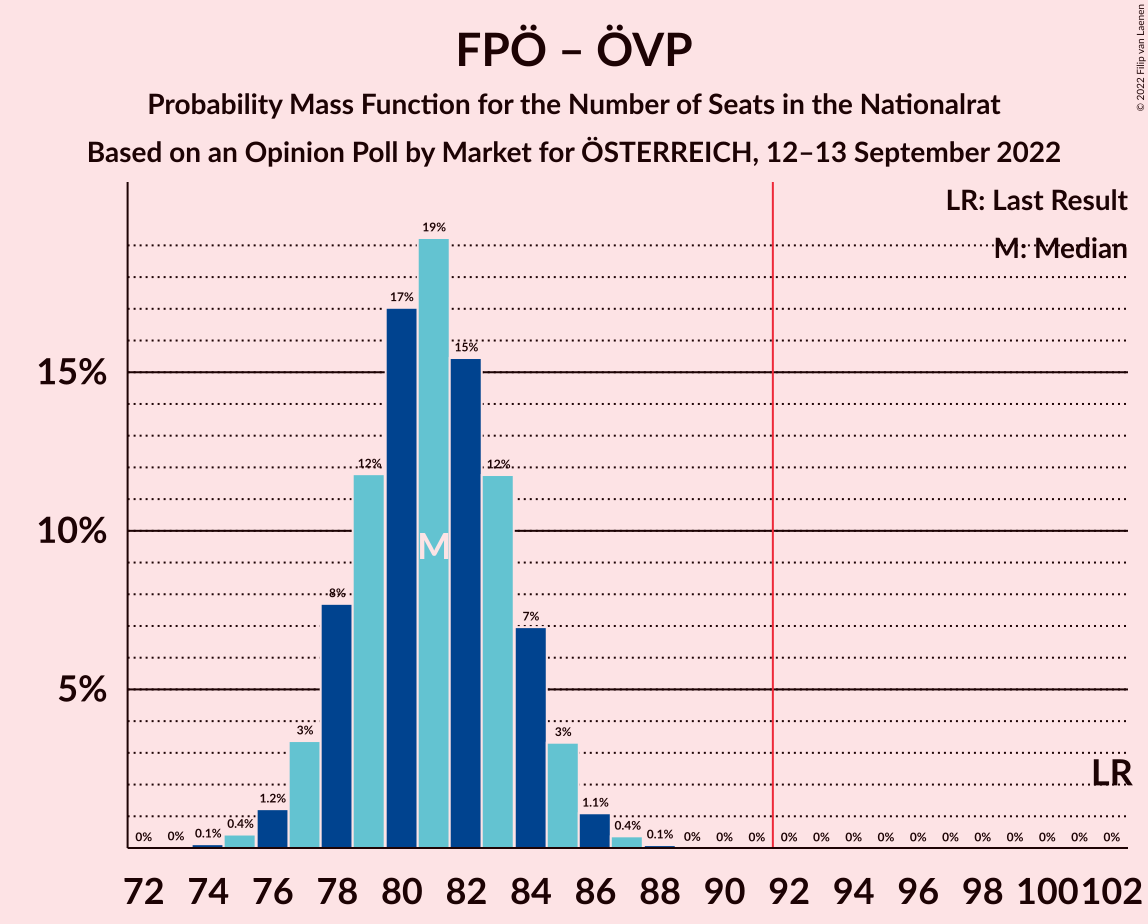 FPÖ – ÖVP
Probability Mass Function for the Number of Seats in the Nationalrat
Based on an Opinion Poll by Market for ÖSTERREICH, 12–13 September 2022
© 2022 Filip van Laenen
LR: Last Result
M: Median
15%
10%
5%
0% 0% 0.1% 0.4% 1.2% 3% 8% 12% 17% 19% 15% 12% 7% 3% 1.1% 0.4% 0.1% 0% 0% 0% 0% 0% 0% 0% 0% 0% 0% 0% 0% 0% 0%
M
LR
72 74 76 78 80 82 84 86 88 90 92 94 96 98 100 102